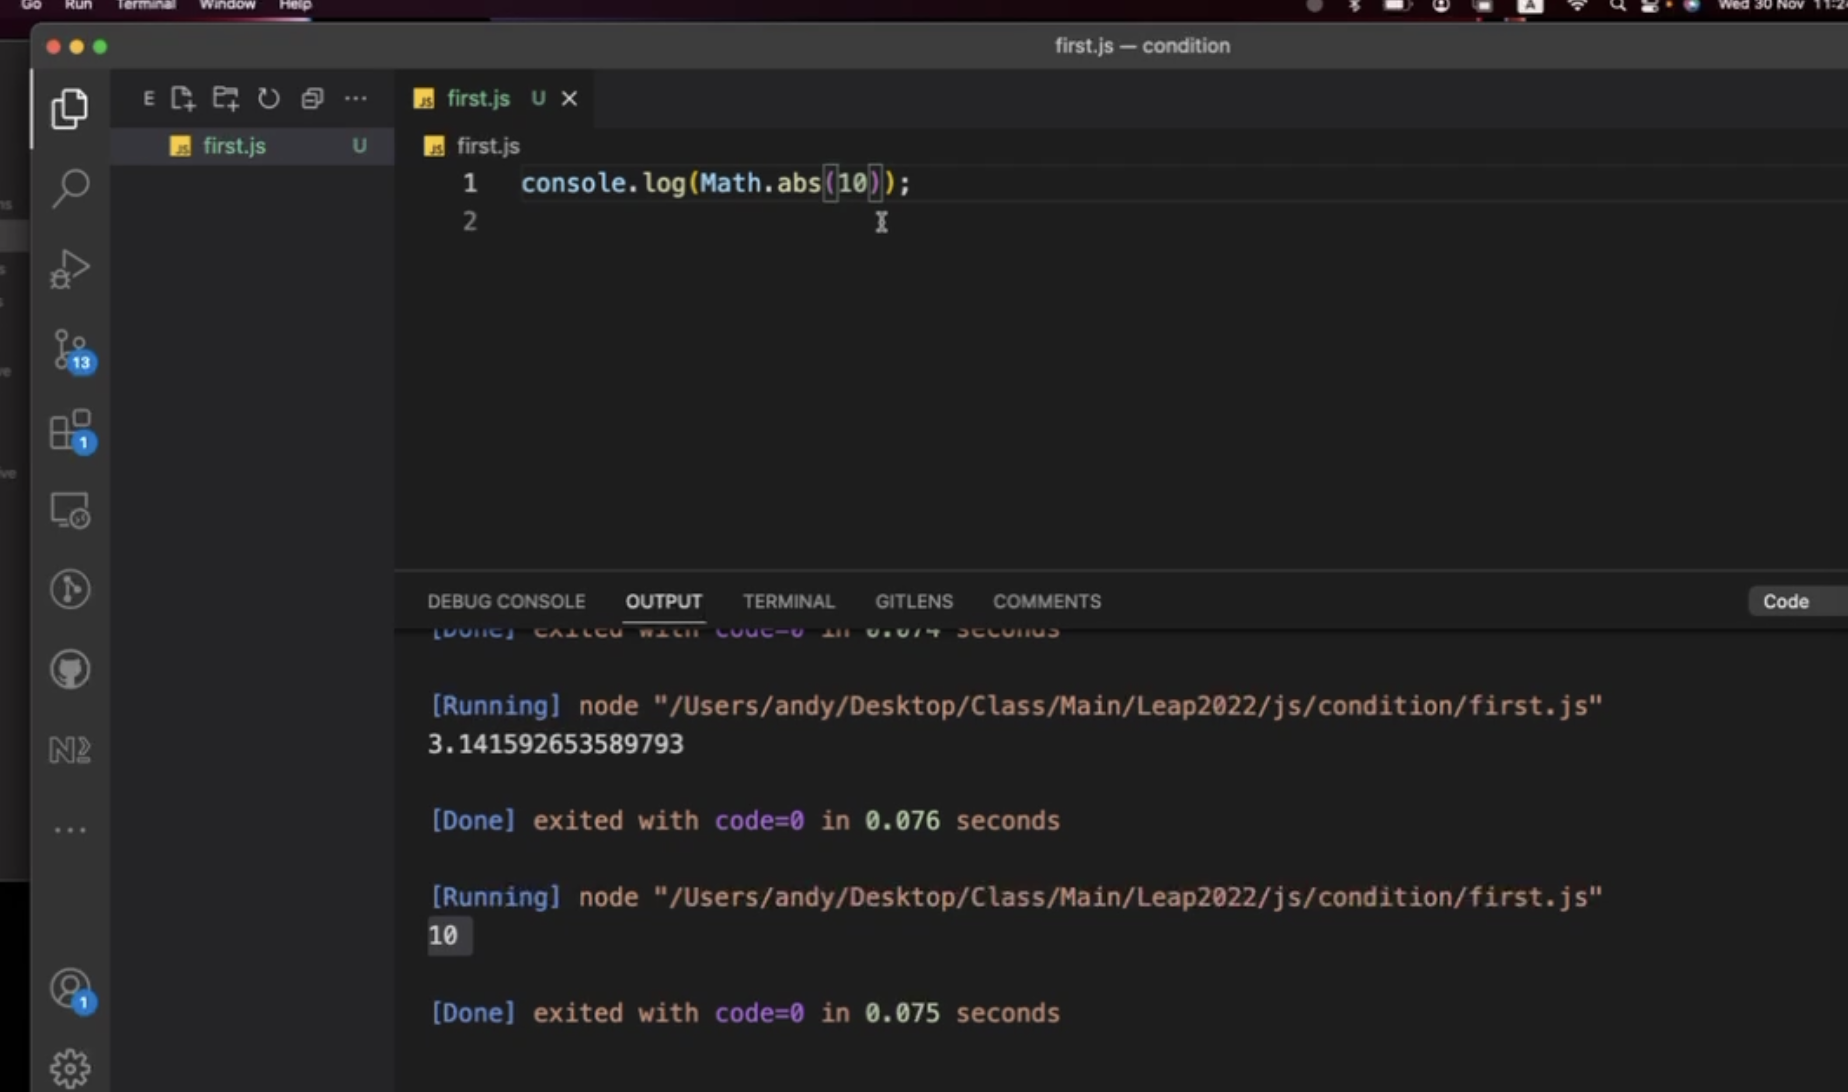 Go Run Terminal Window Help A Wed 30 Nov
first.js — condition
E
first.js U
first.js U
first.js
1 console.log(Math.abs(10));
2
13
1
DEBUG CONSOLE OUTPUT TERMINAL GITLENS COMMENTS Code
[Done] exited with code=0 in 0.074 seconds
[Running] node "/Users/andy/Desktop/Class/Main/Leap2022/js/condition/first.js"
3.141592653589793
[Done] exited with code=0 in 0.076 seconds
[Running] node "/Users/andy/Desktop/Class/Main/Leap2022/js/condition/first.js"
10
[Done] exited with code=0 in 0.075 seconds
1